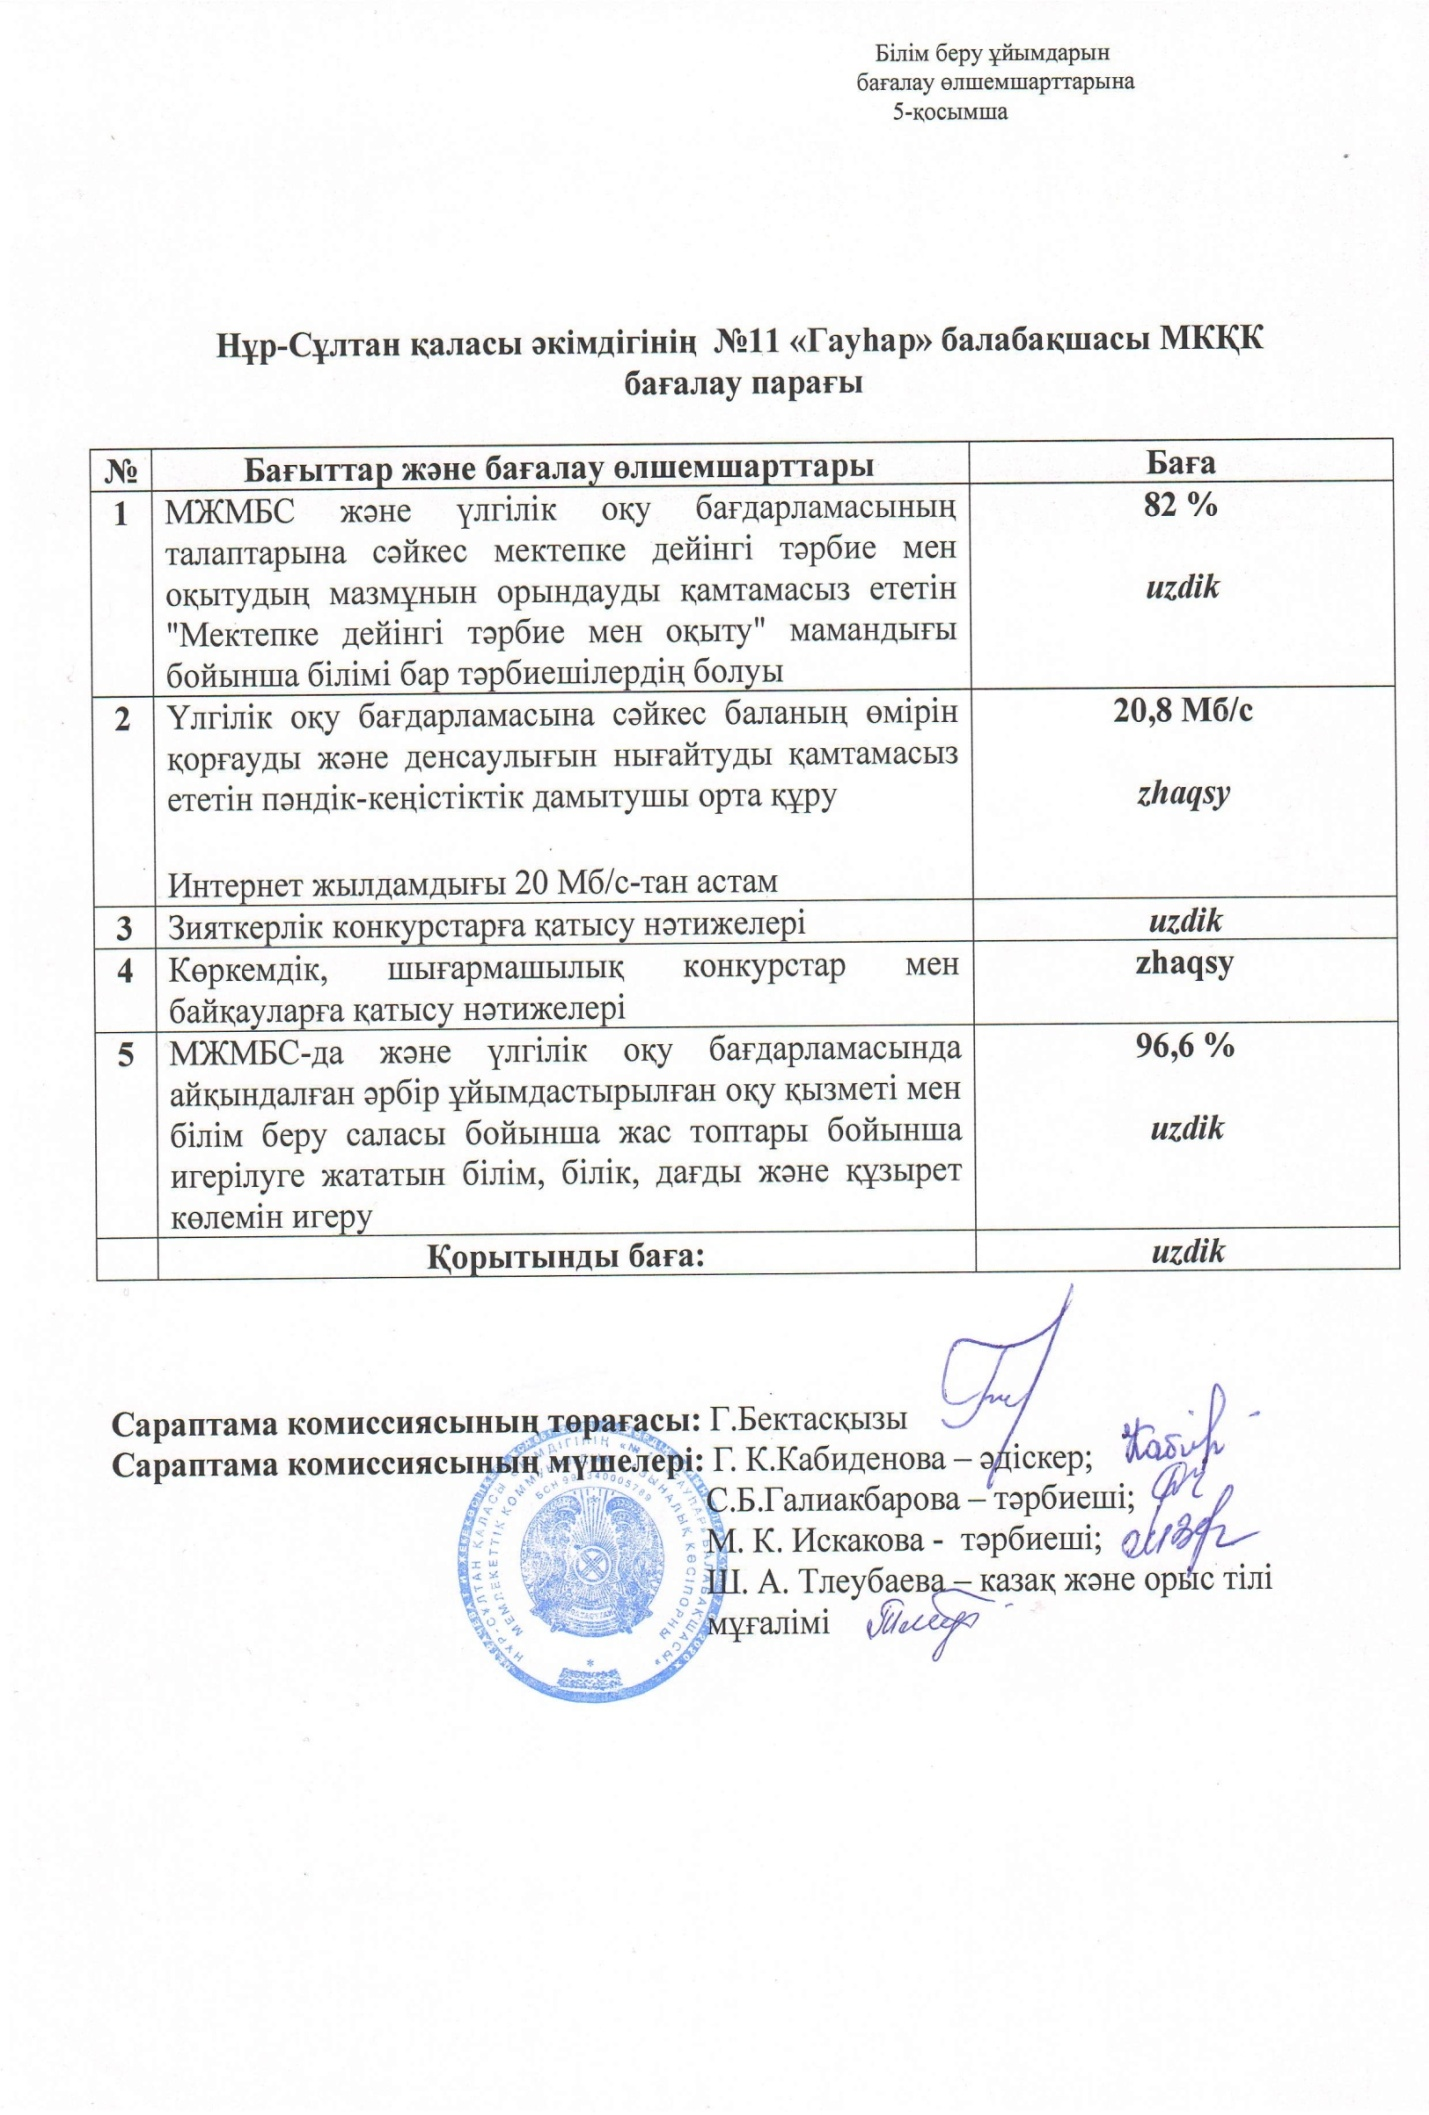 Білім беру ұйымдарын
бағалау өлшемшарттарына
5-қосымша
Нұр-Сұлтан қаласы әкімдігінің №11 «Гауһар» балабақшасы МКҚК
бағалау парағы
№ Бағыттар және бағалау өлшемшарттары Баға
1 МЖМБС және үлгілік оқу бағдарламасының 82 %
талаптарына сәйкес мектепке дейінгі тәрбие мен
оқытудың мазмұнын орындауды қамтамасыз ететін uzdik
"Мектепке дейінгі тәрбие мен оқыту" мамандығы
бойынша білімі бар тәрбиешілердің болуы
2 Үлгілік оқу бағдарламасына сәйкес баланың өмірін 20,8 Мб/с
қорғауды және денсаулығын нығайтуды қамтамасыз
ететін пәндік-кеңістіктік дамытушы орта құру zhaqsy
Интернет жылдамдығы 20 Мб/с-тан астам
3 Зияткерлік конкурстарға қатысу нәтижелері uzdik
4 Көркемдік, шығармашылық конкурстар мен zhaqsy
байқауларға қатысу нәтижелері
5 МЖМБС-да және үлгілік оқу бағдарламасында 96,6 %
айқындалған әрбір ұйымдастырылған оқу қызметі мен
білім беру саласы бойынша жас топтары бойынша uzdik
игерілуге жататын білім, білік, дағды және құзырет
көлемін игеру
Қорытынды баға: uzdik
Сараптама комиссиясының төрағасы: Г.Бектасқызы
Сараптама комиссиясының мүшелері: Г. К.Кабиденова – әдіскер;
С.Б.Галиакбарова – тәрбиеші;
М. К. Искакова - тәрбиеші;
Ш. А. Тлеубаева – казақ және орыс тілі
мұғалімі